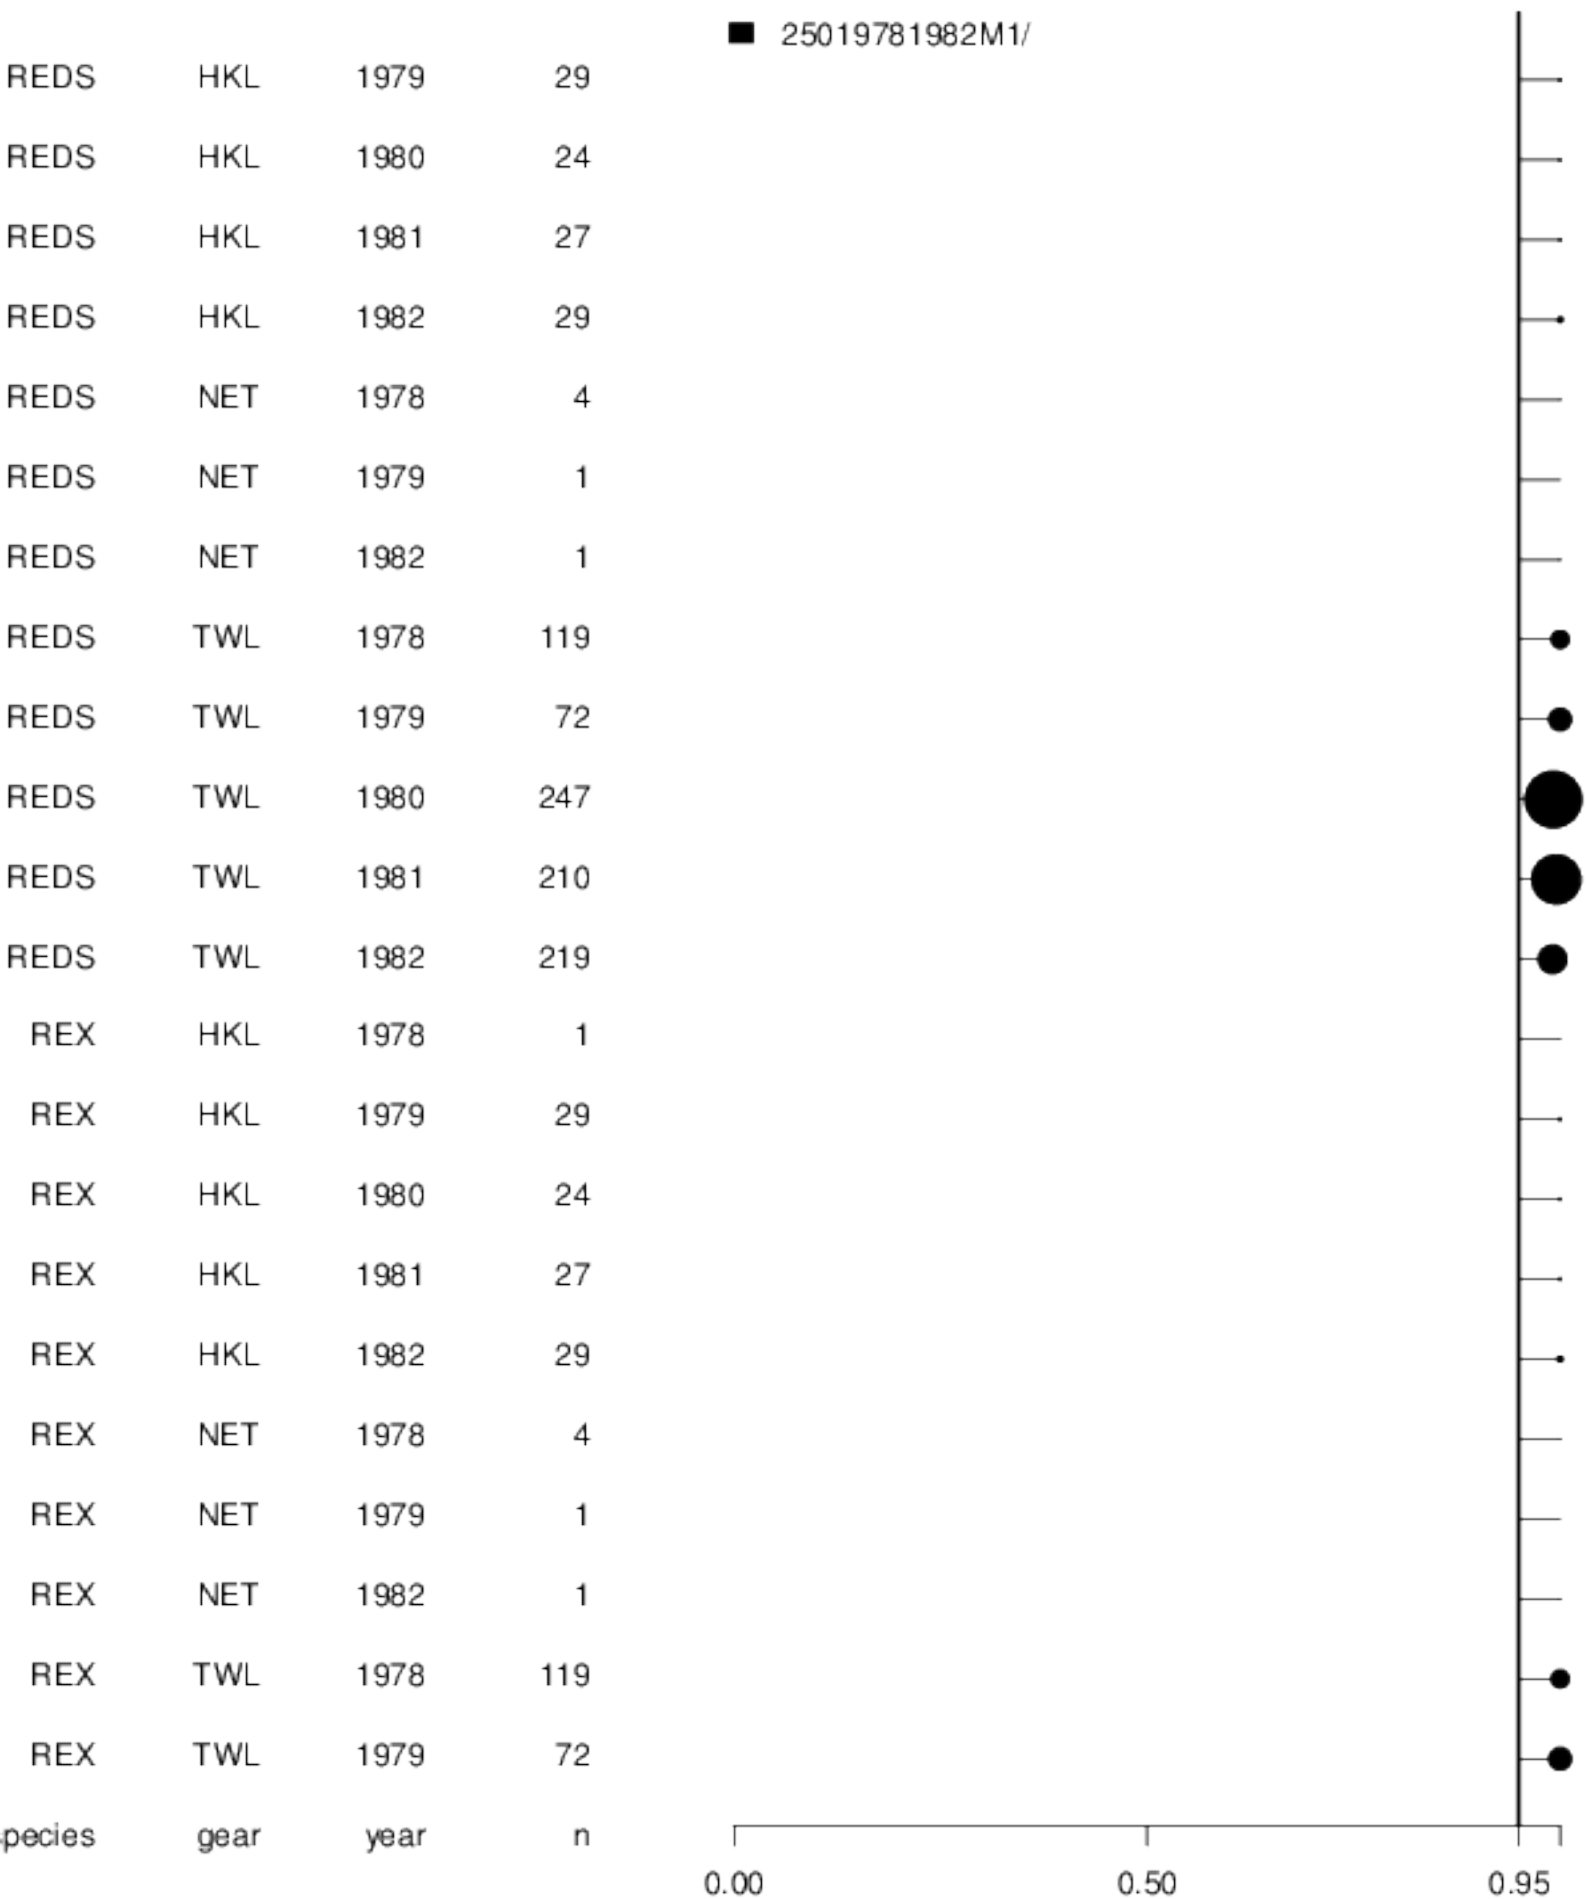 25019781982M1/
REDS HKL 1979 29
REDS HKL 1980 24
REDS HKL 1981 27
REDS HKL 1982 29
REDS NET 1978 4
REDS NET 1979 1
REDS NET 1982 1
REDS TWL 1978 119
REDS TWL 1979 72
REDS TWL 1980 247
REDS TWL 1981 210
REDS TWL 1982 219
REX HKL 1978 1
REX HKL 1979 29
REX HKL 1980 24
REX HKL 1981 27
REX HKL 1982 29
REX NET 1978 4
REX NET 1979 1
REX NET 1982 1
REX TWL 1978 119
REX TWL 1979 72
pecies gear year n
0.00 0.50 0.95